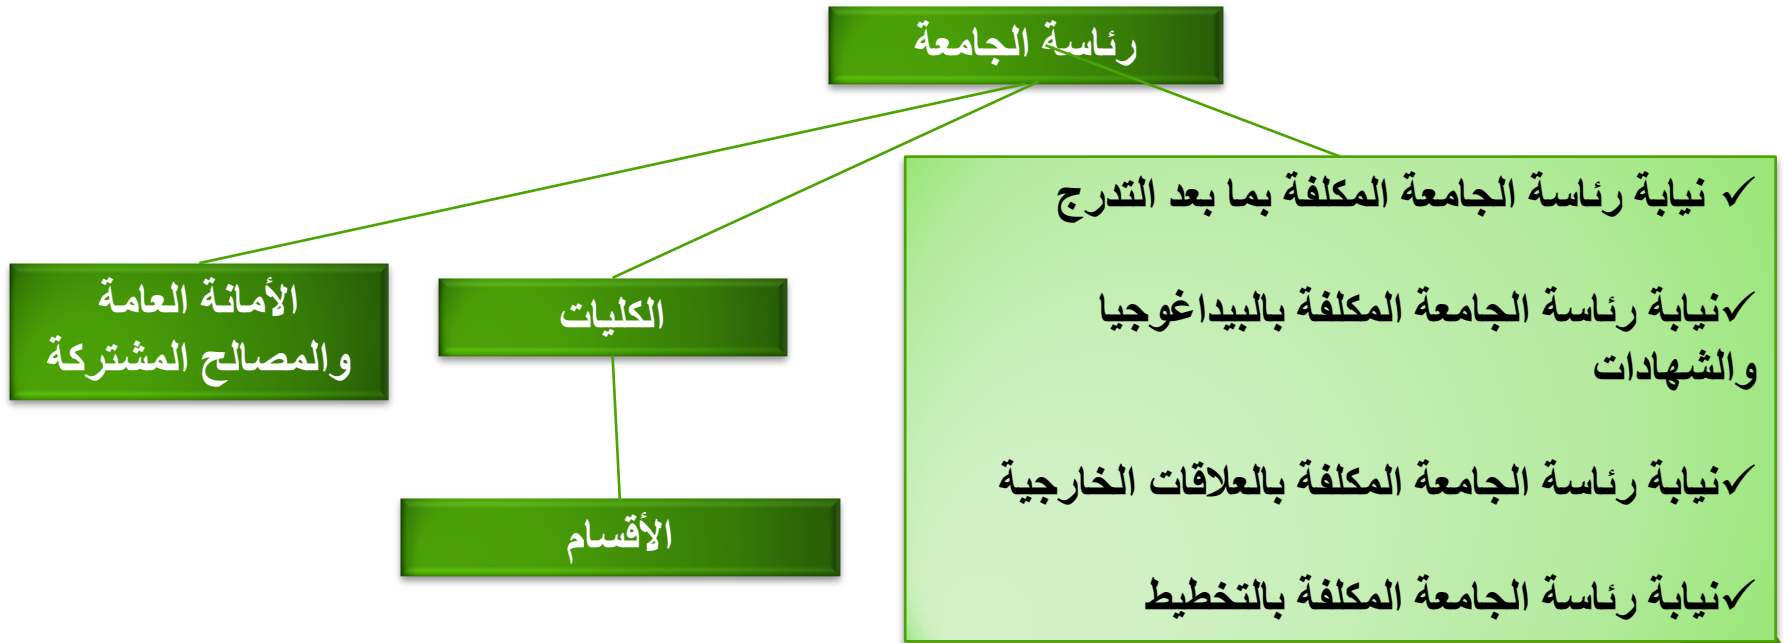 رئاسة الجامعة
✓ نيابة رئاسة الجامعة المكلفة بما بعد التدرج
✓نيابة رئاسة الجامعة المكلفة بالبيداغوجيا
والشهادات
✓نيابة رئاسة الجامعة المكلفة بالعلاقات الخارجية
✓نيابة رئاسة الجامعة المكلفة بالتخطيط
الكليات
الأمانة العامة
والمصالح المشتركة
الأقسام